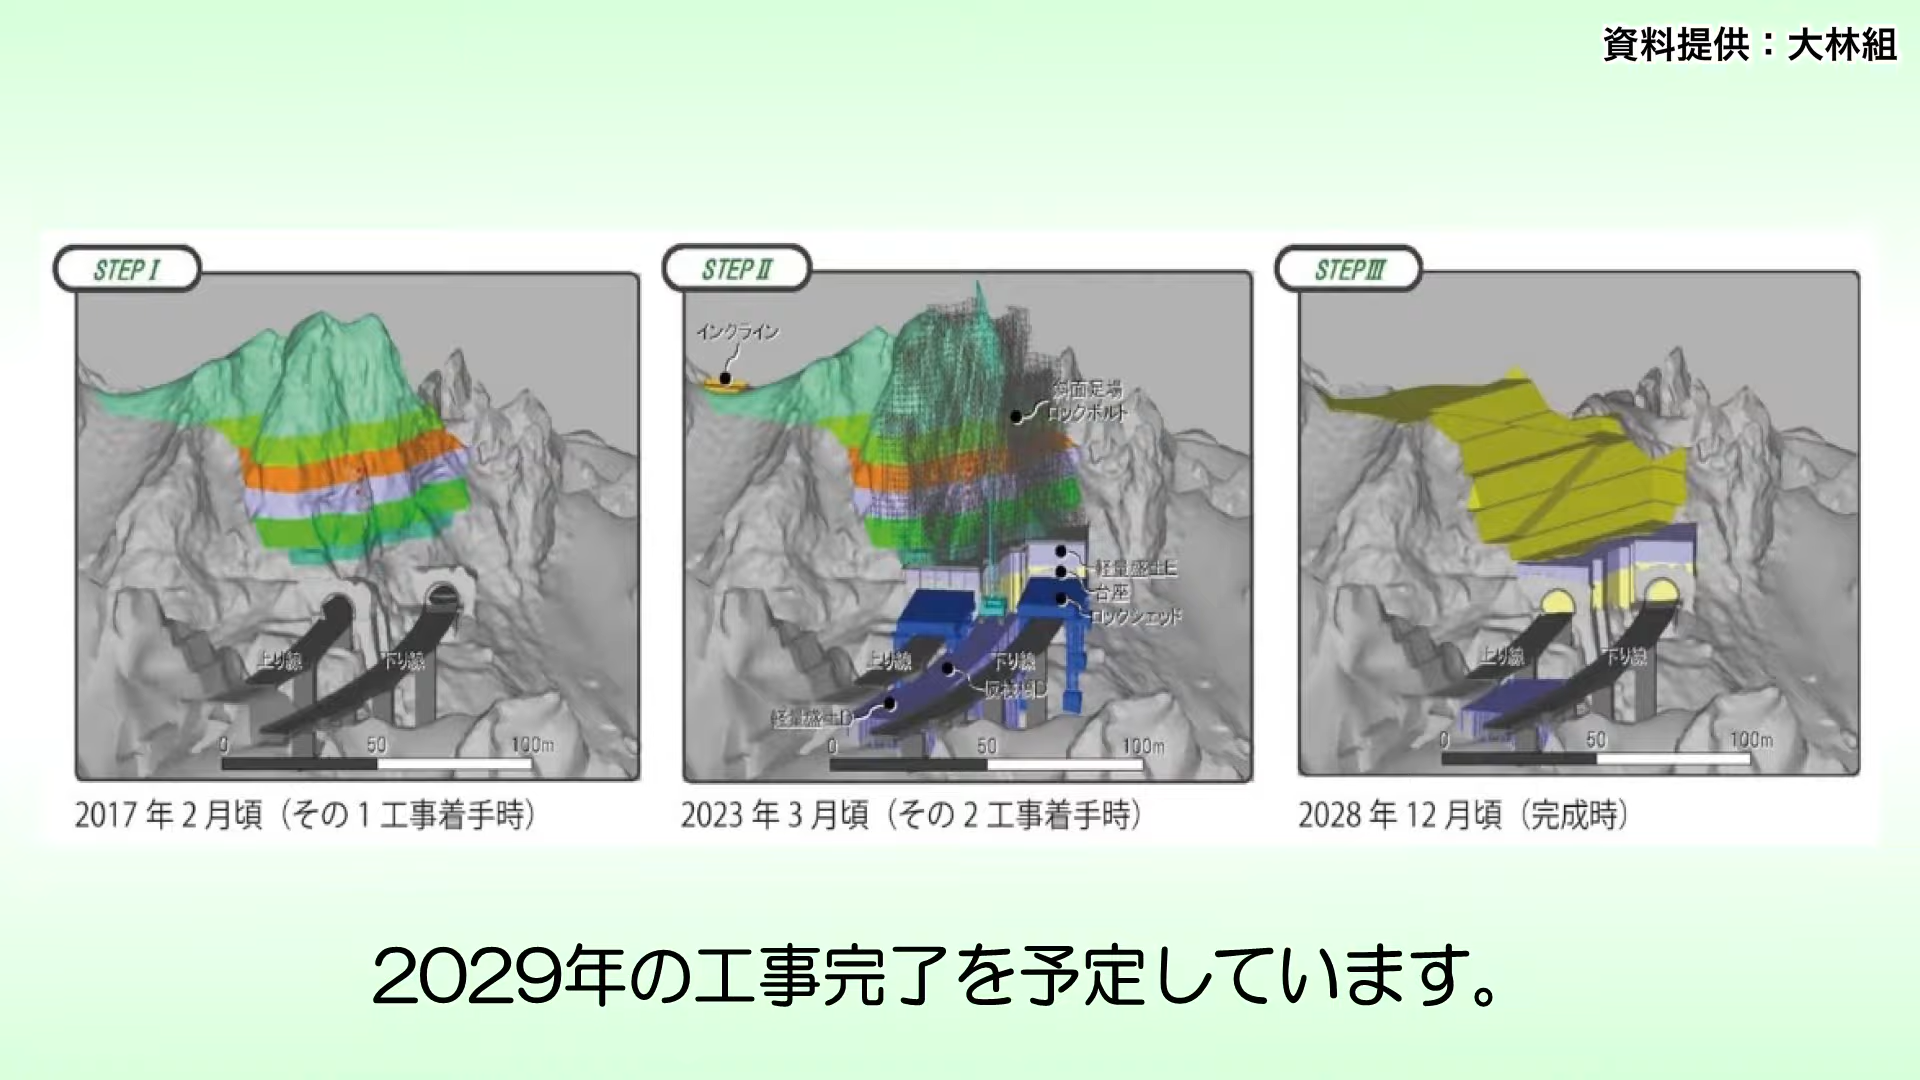 資料提供：大林組
STEP Ⅰ
上り線
下り線
0 50 100m
2017年2月頃（その1工事着手時）
STEP Ⅱ
インクライン
斜面足場
ロックボルト
軽量盛土E
台座
ロックシェッド
上り線
下り線
軽量盛土D
0 50 100m
2023年3月頃（その2工事着手時）
STEP Ⅲ
上り線
下り線
0 50 100m
2028年12月頃（完成時）
2029年の工事完了を予定しています。